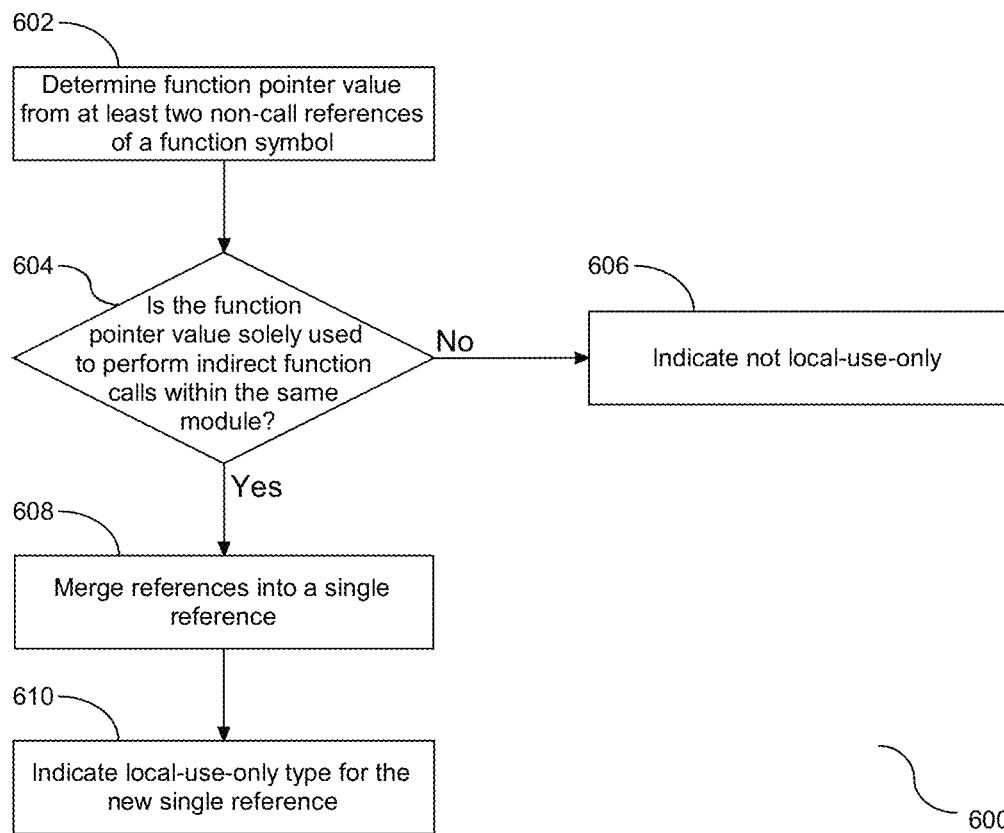 602
Determine function pointer value
from at least two non-call references
of a function symbol
604
Is the function
pointer value solely used
to perform indirect function
calls within the same
module?
No
606
Indicate not local-use-only
Yes
608
Merge references into a single
reference
610
Indicate local-use-only type for the
new single reference
600